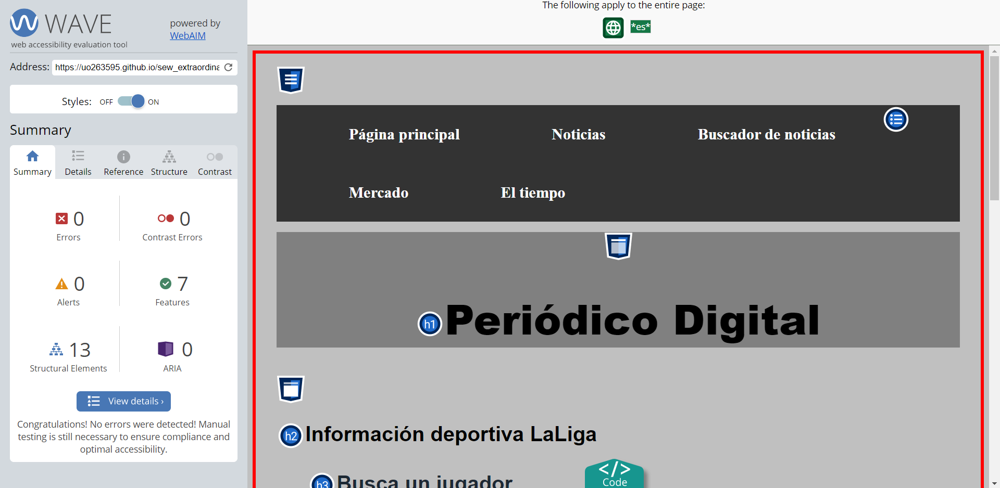 WAVE
powered by
WebAIM
web accessibility evaluation tool
Address: https://uo263595.github.io/sew_extraordina
Styles: OFF ON
Summary
Summary Details Reference Structure Contrast
0 0
Errors Contrast Errors
0 7
Alerts Features
13 0
Structural Elements ARIA
View details ›
Congratulations! No errors were detected! Manual
testing is still necessary to ensure compliance and
optimal accessibility.
The following apply to the entire page:
*es*
Página principal Noticias Buscador de noticias
Mercado El tiempo
h1 Periódico Digital
h2 Información deportiva LaLiga
h3 Busca un jugador
</>
Code